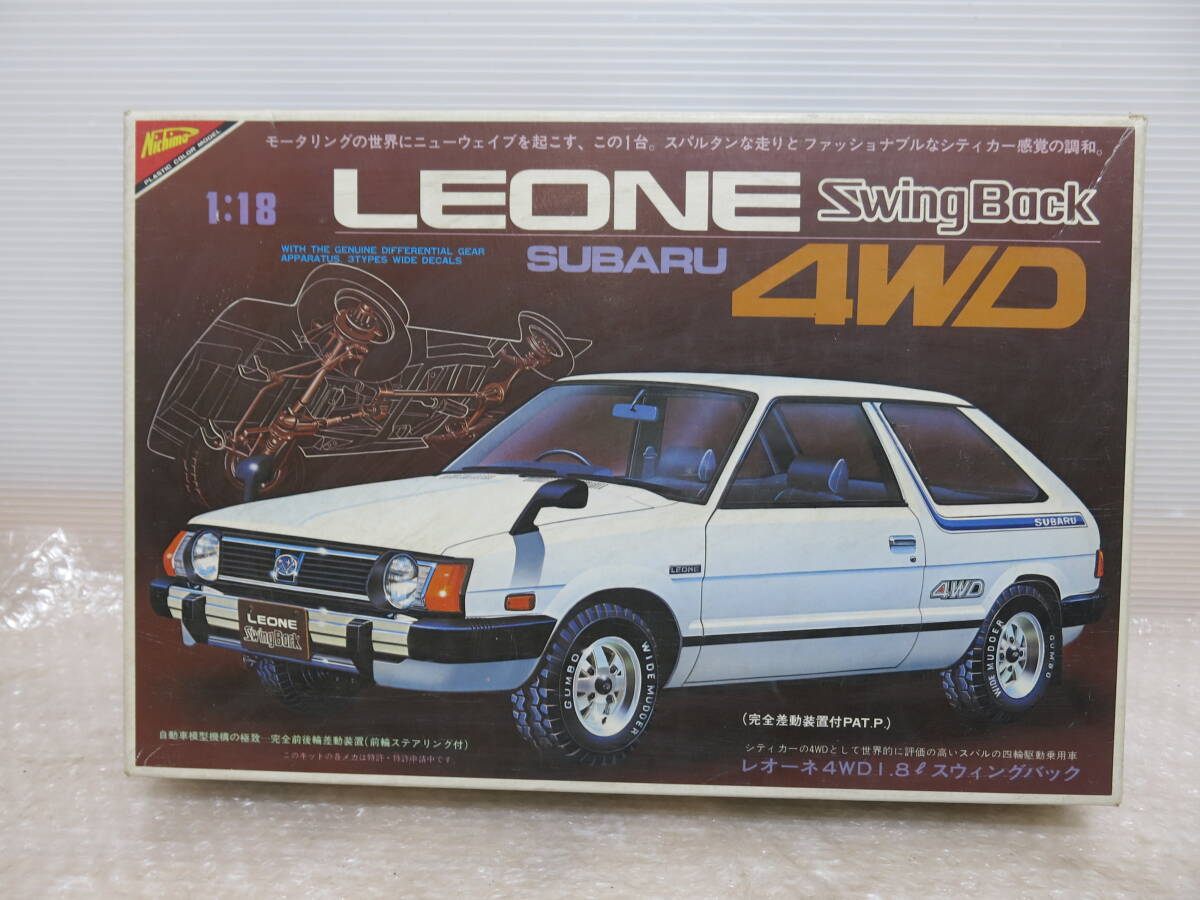 Nichimo
PLASTIC COLOR MODEL
モータリングの世界にニューウェイブを起こす、この1台。スパルタンな走りとファッショナブルなシティカー感覚の調和。
1:18
LEONE SwingBack
WITH THE GENUINE DIFFERENTIAL GEAR
APPARATUS, 3TYPES WIDE DECALS
SUBARU 4WD
SUBARU
LEONE
4WD
LEONE
SwingBack
GUMBO WIDE MUDDER
WIDE MUDDER GUMBO
(完全差動装置付PAT.P.)
自動車模型機構の極致…完全前後輪差動装置(前輪ステアリング付)
このキットの各メカは特許・特許申請中です。
シティカーの4WDとして世界的に評価の高いスバルの四輪駆動乗用車
レオーネ4WD1.8ℓスウィングバック